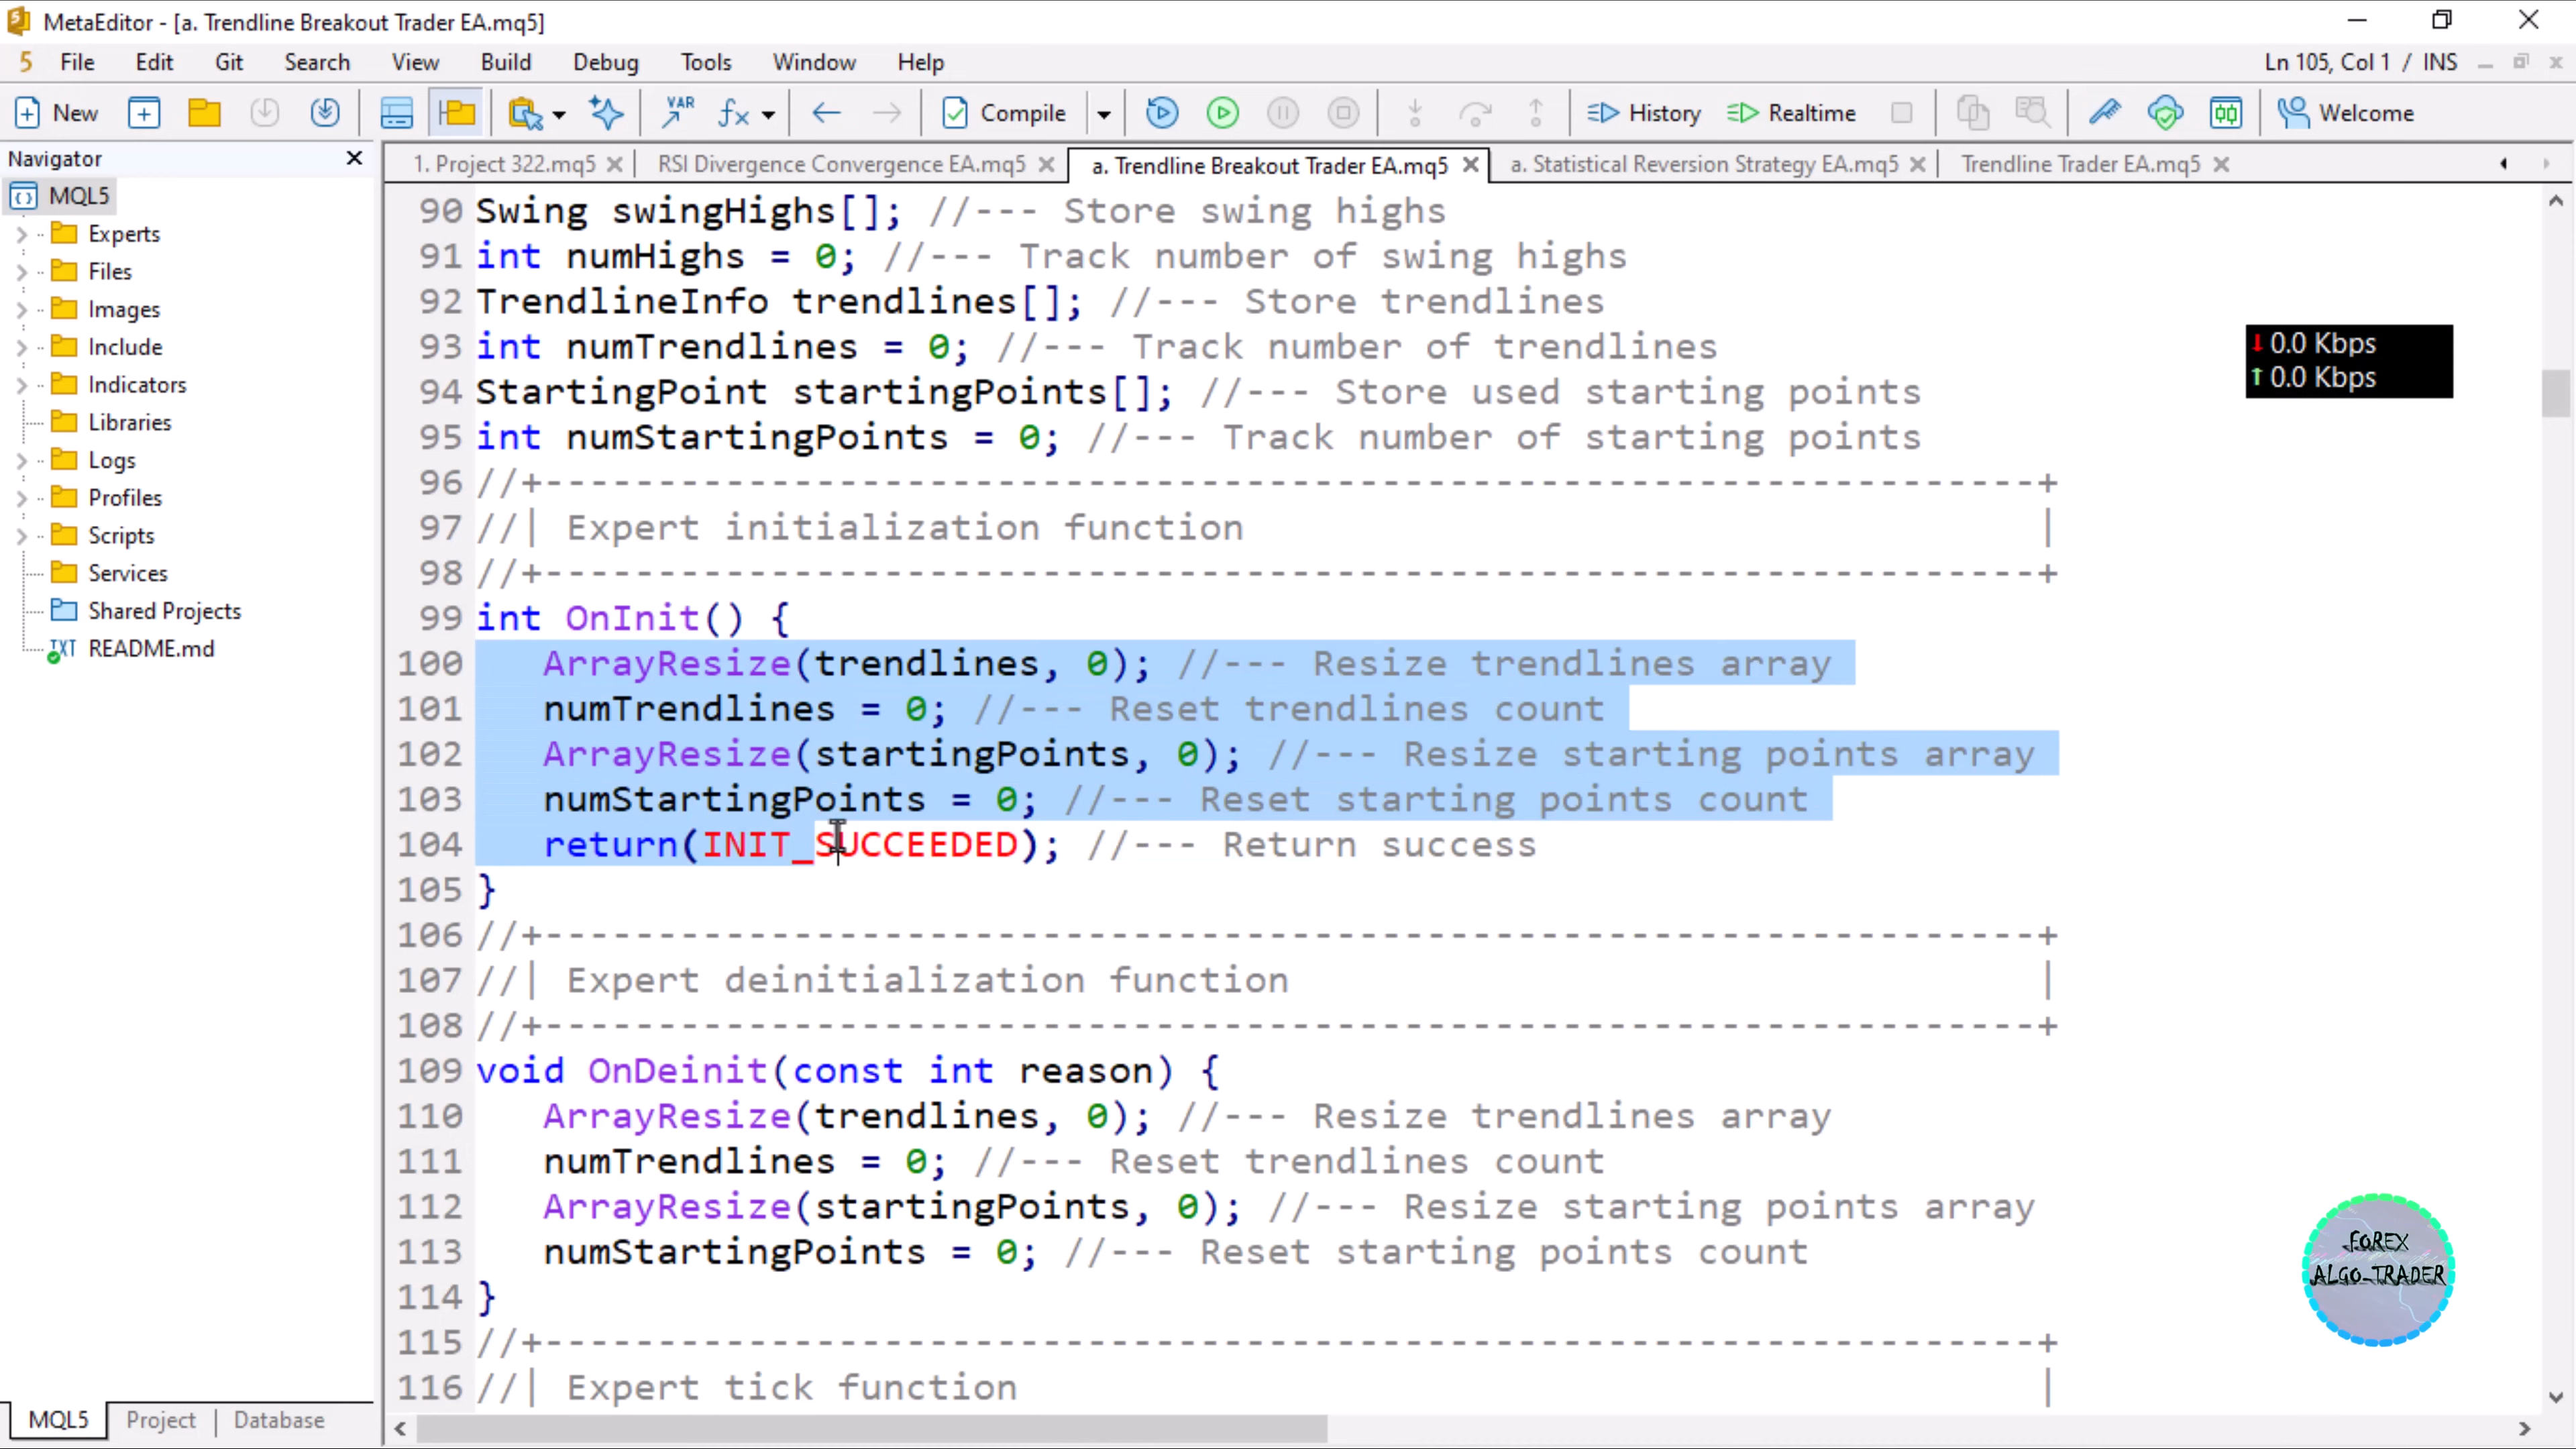 MetaEditor - [a. Trendline Breakout Trader EA.mq5]
5 File Edit Git Search View Build Debug Tools Window Help Ln 105, Col 1 / INS
New VAR fx Compile History Realtime Welcome
Navigator
1. Project 322.mq5 RSI Divergence Convergence EA.mq5 a. Trendline Breakout Trader EA.mq5 a. Statistical Reversion Strategy EA.mq5 Trendline Trader EA.mq5
MQL5
Experts
Files
Images
Include
Indicators
Libraries
Logs
Profiles
Scripts
Services
Shared Projects
TXT README.md
90 Swing swingHighs[]; //--- Store swing highs
91 int numHighs = 0; //--- Track number of swing highs
92 TrendlineInfo trendlines[]; //--- Store trendlines
93 int numTrendlines = 0; //--- Track number of trendlines
94 StartingPoint startingPoints[]; //--- Store used starting points
95 int numStartingPoints = 0; //--- Track number of starting points
96 //+------------------------------------------------------------------+
97 //| Expert initialization function |
98 //+------------------------------------------------------------------+
99 int OnInit() {
100 ArrayResize(trendlines, 0); //--- Resize trendlines array
101 numTrendlines = 0; //--- Reset trendlines count
102 ArrayResize(startingPoints, 0); //--- Resize starting points array
103 numStartingPoints = 0; //--- Reset starting points count
104 return(INIT_SUCCEEDED); //--- Return success
105 }
106 //+------------------------------------------------------------------+
107 //| Expert deinitialization function |
108 //+------------------------------------------------------------------+
109 void OnDeinit(const int reason) {
110 ArrayResize(trendlines, 0); //--- Resize trendlines array
111 numTrendlines = 0; //--- Reset trendlines count
112 ArrayResize(startingPoints, 0); //--- Resize starting points array
113 numStartingPoints = 0; //--- Reset starting points count
114 }
115 //+------------------------------------------------------------------+
116 //| Expert tick function |
↓ 0.0 Kbps
↑ 0.0 Kbps
FOREX
ALGO-TRADER
MQL5 Project Database